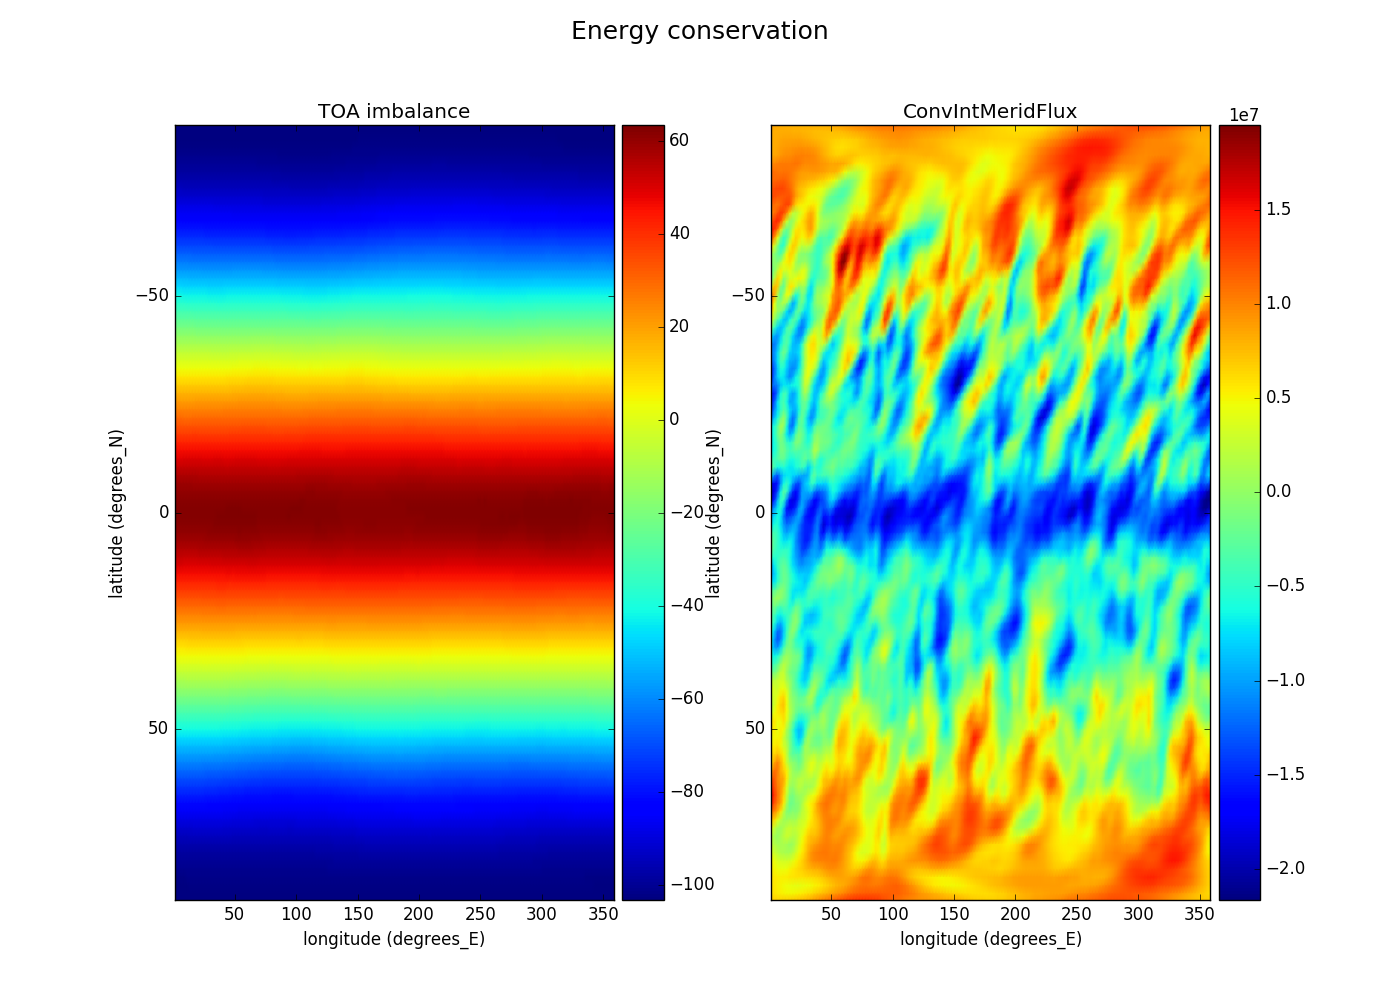 Energy conservation
TOA imbalance
ConvIntMeridFlux
1e7
−50
0
50
latitude (degrees_N)
50 100 150 200 250 300 350
longitude (degrees_E)
60
40
20
0
−20
−40
−60
−80
−100
−50
0
50
latitude (degrees_N)
50 100 150 200 250 300 350
longitude (degrees_E)
1.5
1.0
0.5
0.0
−0.5
−1.0
−1.5
−2.0